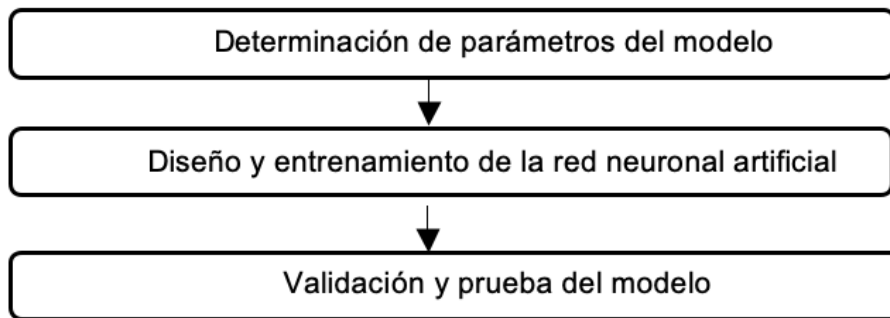 Determinación de parámetros del modelo
Diseño y entrenamiento de la red neuronal artificial
Validación y prueba del modelo